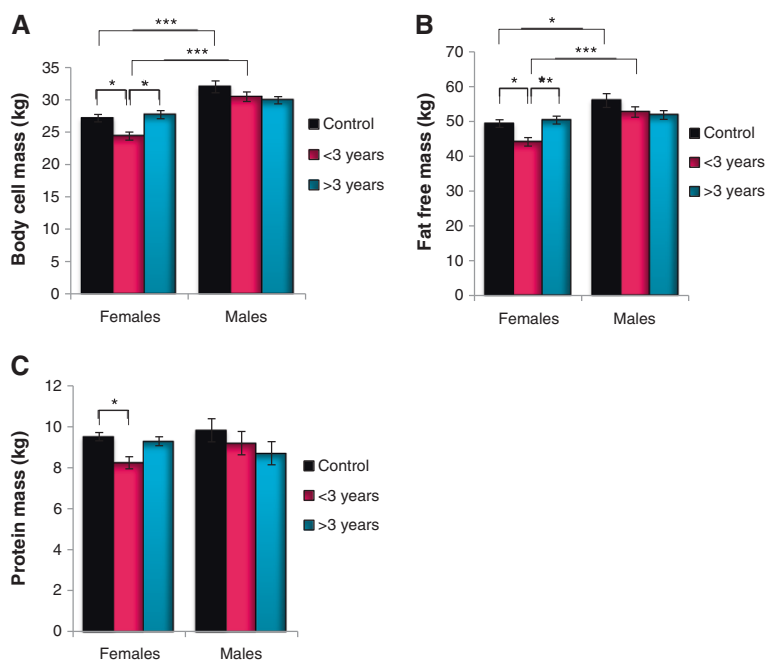 A
***
***
* *
Body cell mass (kg)
35
30
25
20
15
10
5
0
Females Males
Control
<3 years
>3 years
B
*
***
* **
Fat free mass (kg)
70
60
50
40
30
20
10
0
Females Males
Control
<3 years
>3 years
C
*
Protein mass (kg)
12
10
8
6
4
2
0
Females Males
Control
<3 years
>3 years